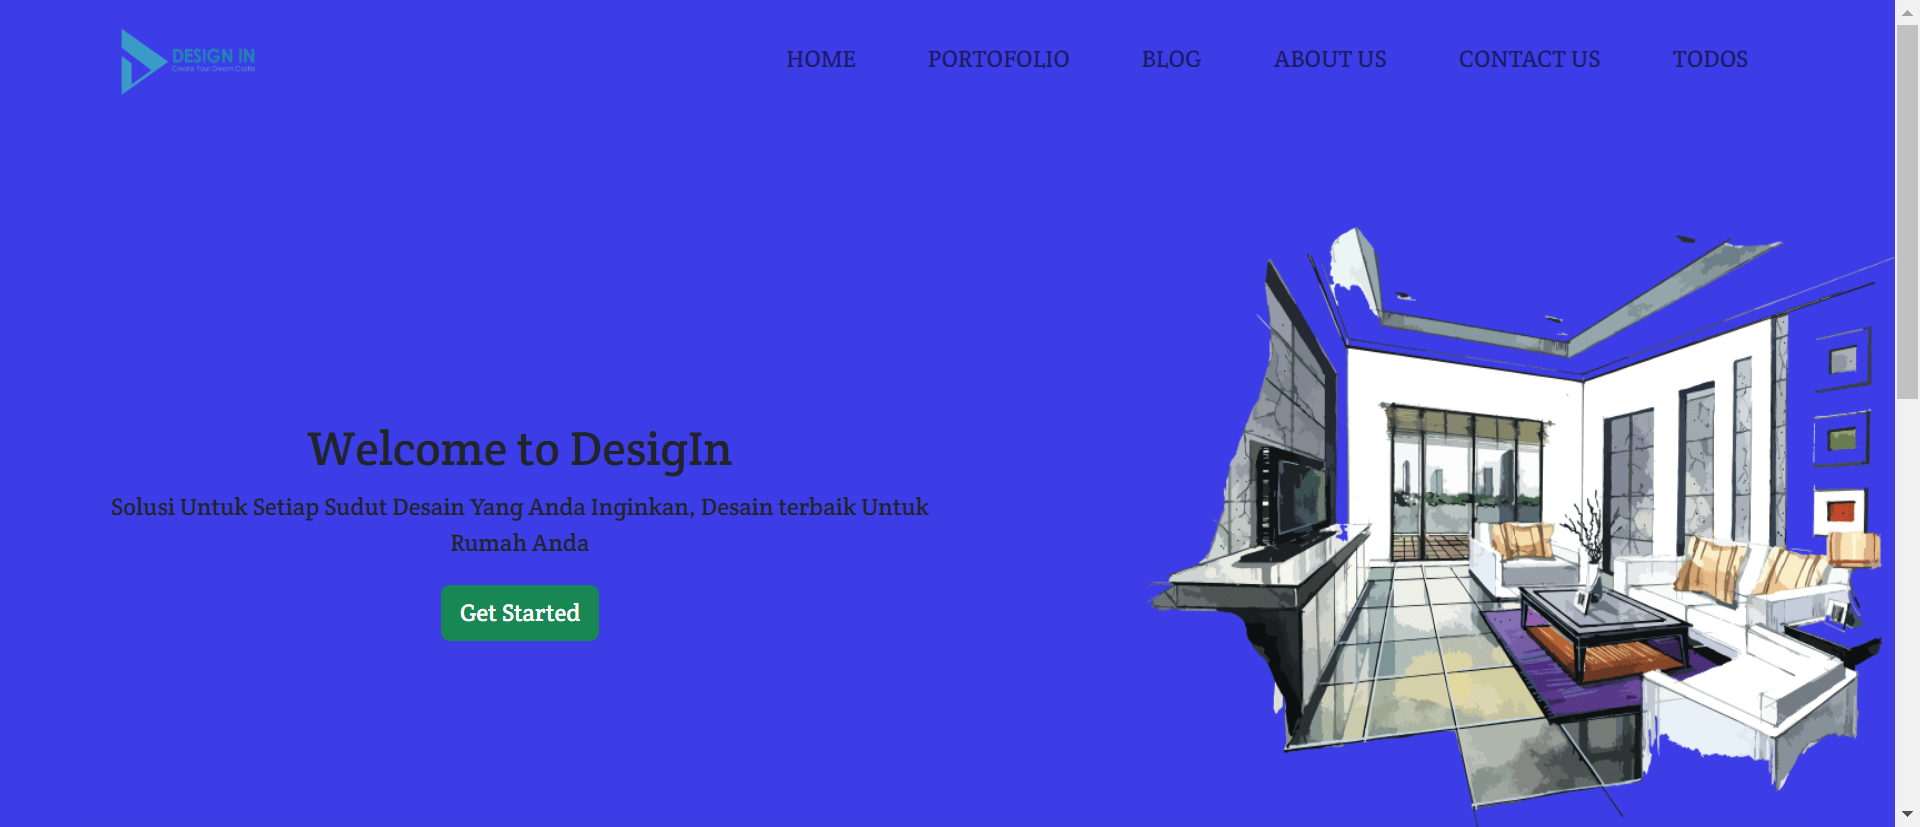 DESIGN IN
Create Your Dream Castle
HOME PORTOFOLIO BLOG ABOUT US CONTACT US TODOS
Welcome to DesigIn
Solusi Untuk Setiap Sudut Desain Yang Anda Inginkan, Desain terbaik Untuk
Rumah Anda
Get Started